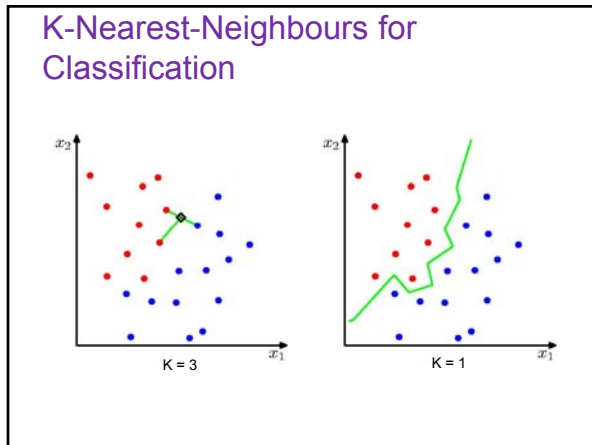 K-Nearest-Neighbours for
Classification
x2
x1
K = 3
x2
x1
K = 1